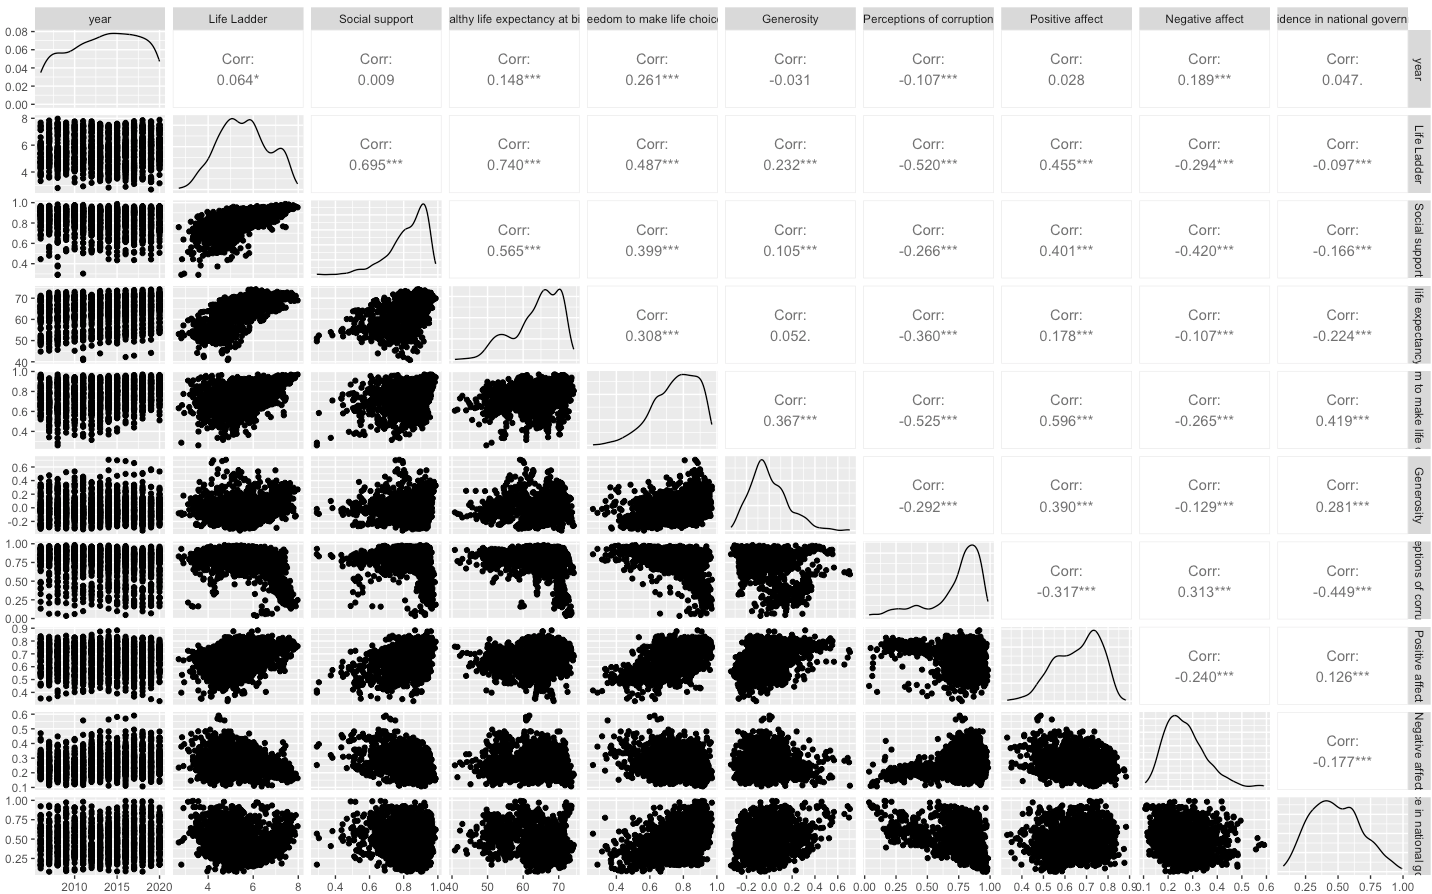 year Life Ladder Social support althy life expectancy at bi eedom to make life choice Generosity Perceptions of corruption Positive affect Negative affect idence in national govern
0.08
0.06
0.04
0.02
0.00
Corr: Corr: Corr: Corr: Corr: Corr: Corr: Corr: Corr:
0.064* 0.009 0.148*** 0.261*** -0.031 -0.107*** 0.028 0.189*** 0.047.
year
8
6
4
Corr: Corr: Corr: Corr: Corr: Corr: Corr: Corr:
0.695*** 0.740*** 0.487*** 0.232*** -0.520*** 0.455*** -0.294*** -0.097***
Life Ladder
1.0
0.8
0.6
0.4
Corr: Corr: Corr: Corr: Corr: Corr: Corr:
0.565*** 0.399*** 0.105*** -0.266*** 0.401*** -0.420*** -0.166***
Social support
70
60
50
40
Corr: Corr: Corr: Corr: Corr: Corr:
0.308*** 0.052. -0.360*** 0.178*** -0.107*** -0.224***
life expectancy
1.0
0.8
0.6
0.4
Corr: Corr: Corr: Corr: Corr:
0.367*** -0.525*** 0.596*** -0.265*** 0.419***
m to make life c
0.6
0.4
0.2
0.0
-0.2
Corr: Corr: Corr: Corr:
-0.292*** 0.390*** -0.129*** 0.281***
Generosity
1.00
0.75
0.50
0.25
0.00
Corr: Corr: Corr:
-0.317*** 0.313*** -0.449***
eptions of corru
0.9
0.8
0.7
0.6
0.5
0.4
Corr: Corr:
-0.240*** 0.126***
Positive affect
0.6
0.5
0.4
0.3
0.2
0.1
Corr:
-0.177***
Negative affect
1.00
0.75
0.50
0.25
e in national go
2010 2015 2020 4 6 8 0.4 0.6 0.8 1.0 40 50 60 70 0.4 0.6 0.8 1.0 -0.2 0.0 0.2 0.4 0.6 0.00 0.25 0.50 0.75 1.00 0.4 0.5 0.6 0.7 0.8 0.9 0.1 0.2 0.3 0.4 0.5 0.6 0.25 0.50 0.75 1.00